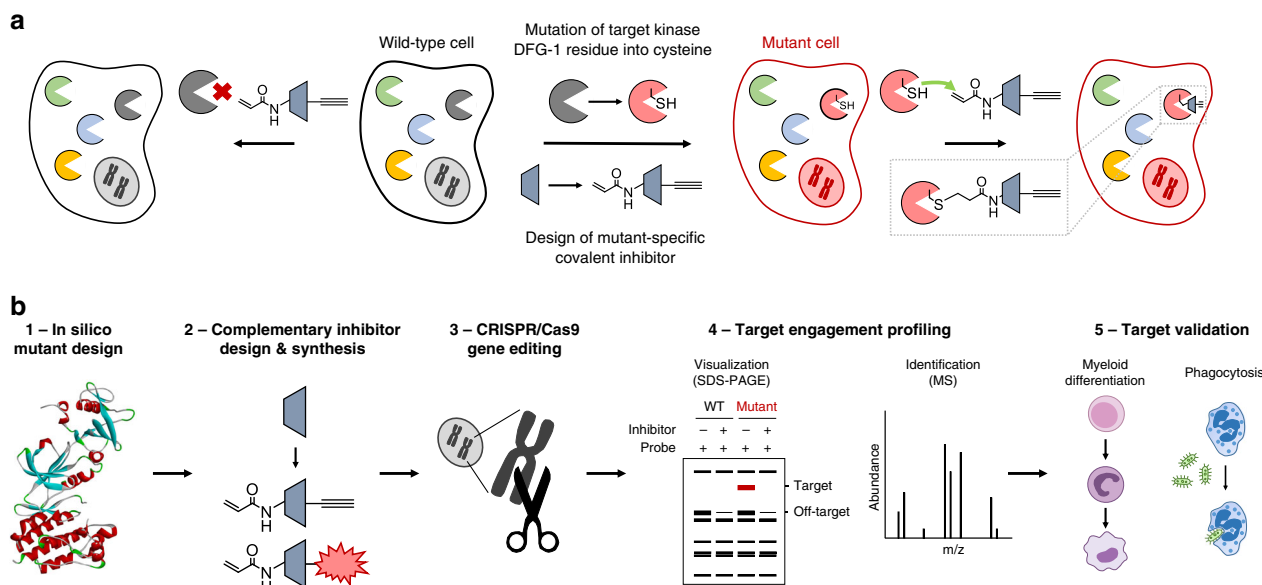 a
Wild-type cell
Mutation of target kinase
DFG-1 residue into cysteine
Mutant cell
O
N
H
SH
O
N
H
Design of mutant-specific
covalent inhibitor
SH
SH
O
N
H
S
O
N
H
b
1 – In silico
mutant design
2 – Complementary inhibitor
design & synthesis
O
N
H
O
N
H
3 – CRISPR/Cas9
gene editing
4 – Target engagement profiling
Visualization
(SDS-PAGE)
WT Mutant
Inhibitor – + – +
Probe + + + +
Target
Off-target
Identification
(MS)
Abundance
m/z
5 – Target validation
Myeloid
differentiation
Phagocytosis